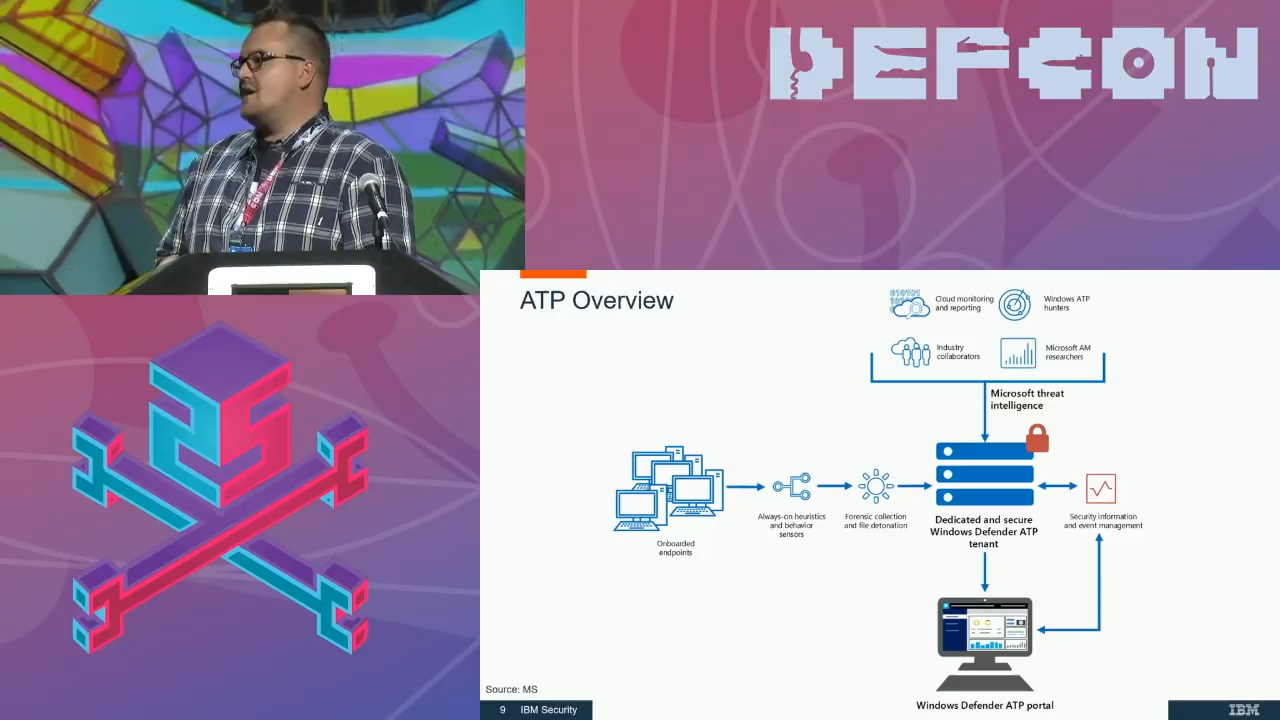 DEFCON
ATP Overview
Cloud monitoring
and reporting
Windows ATP
hunters
Industry
collaborators
Microsoft AM
researchers
Microsoft threat
intelligence
Onboarded
endpoints
Always-on heuristics
and behavior
sensors
Forensic collection
and file detonation
Dedicated and secure
Windows Defender ATP
tenant
Security information
and event management
Windows Defender ATP portal
Source: MS
9 IBM Security
IBM